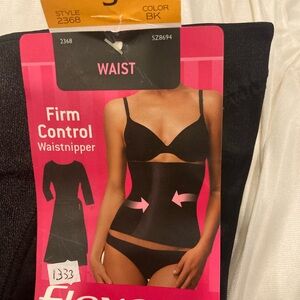 STYLE
2368
COLOR
BK
2368
SZ8694
WAIST
Firm
Control
Waistnipper
1333